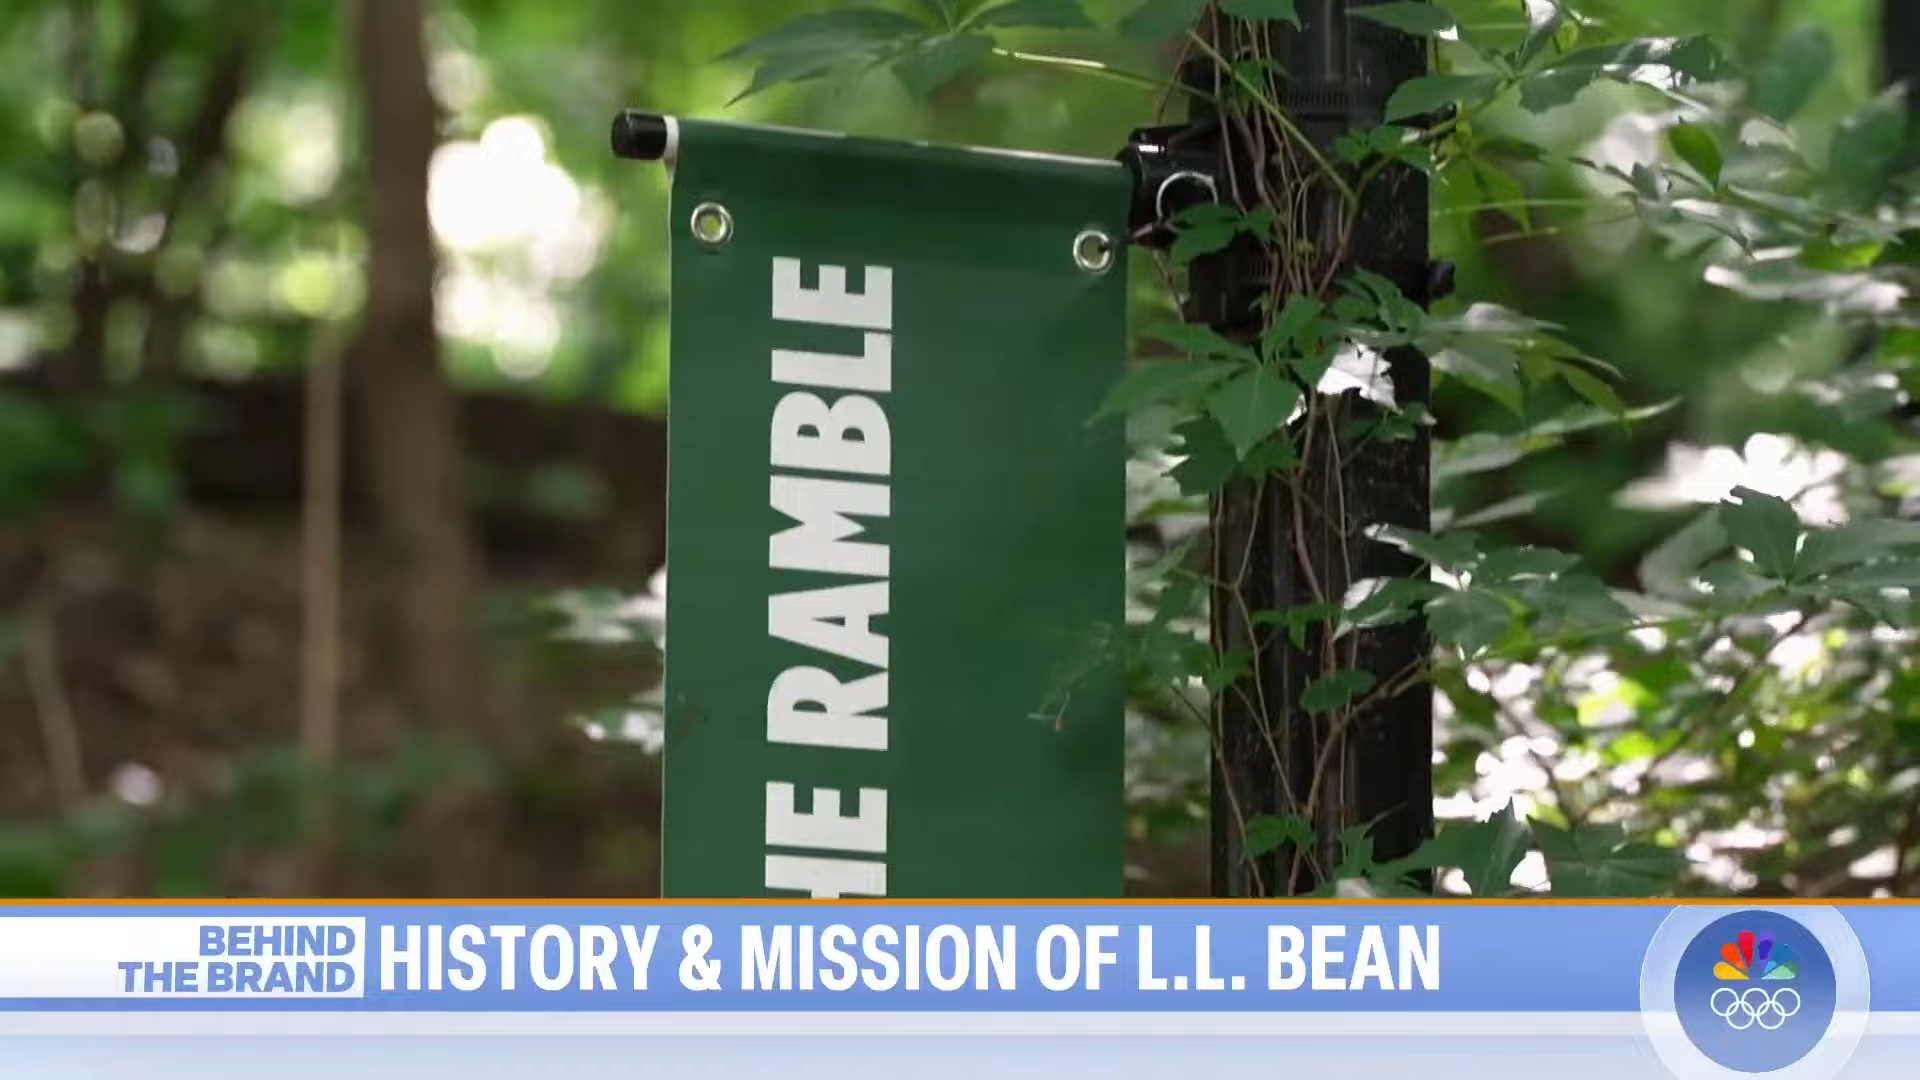 HE RAMBLE
BEHIND
THE BRAND
HISTORY & MISSION OF L.L. BEAN